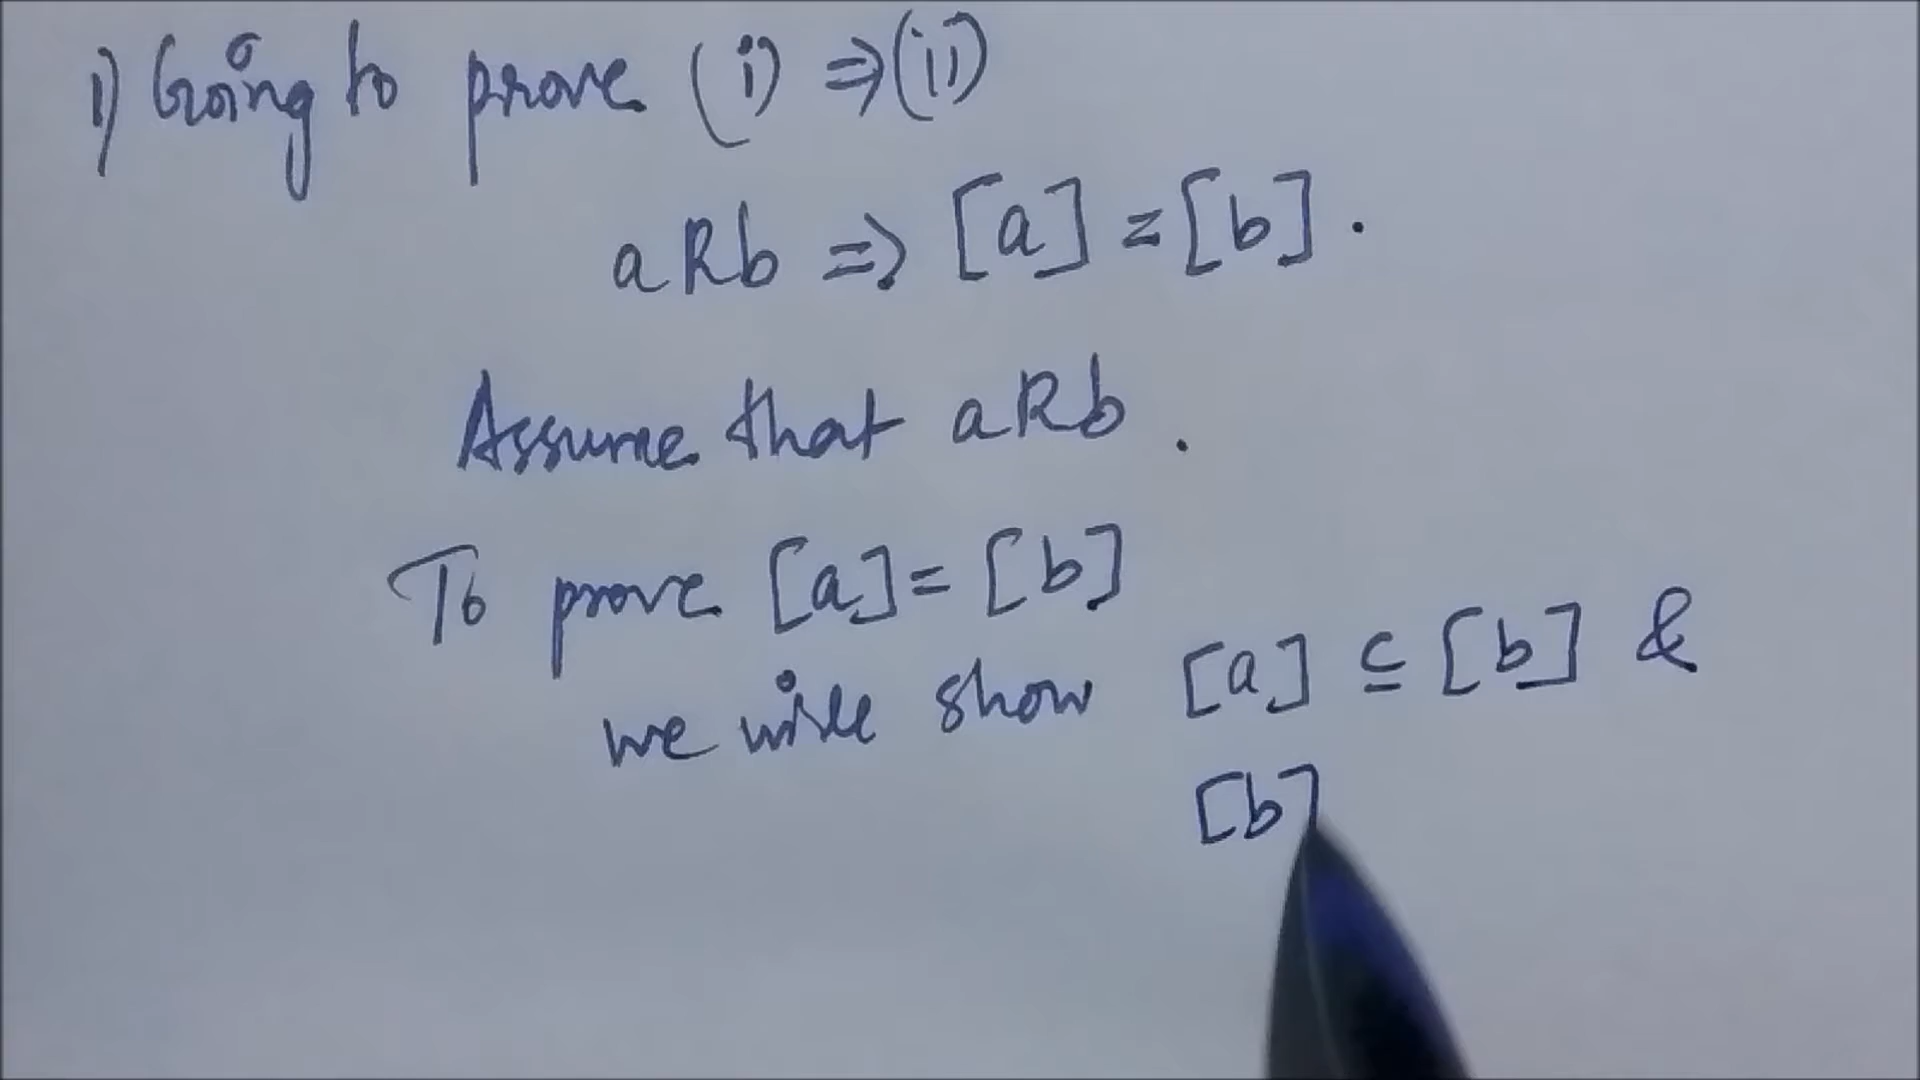 1) Going to prove (i) ⇒ (ii)
aRb ⇒ [a] = [b].
Assume that aRb.
To prove [a] = [b]
we will show [a] ⊆ [b] &
[b]